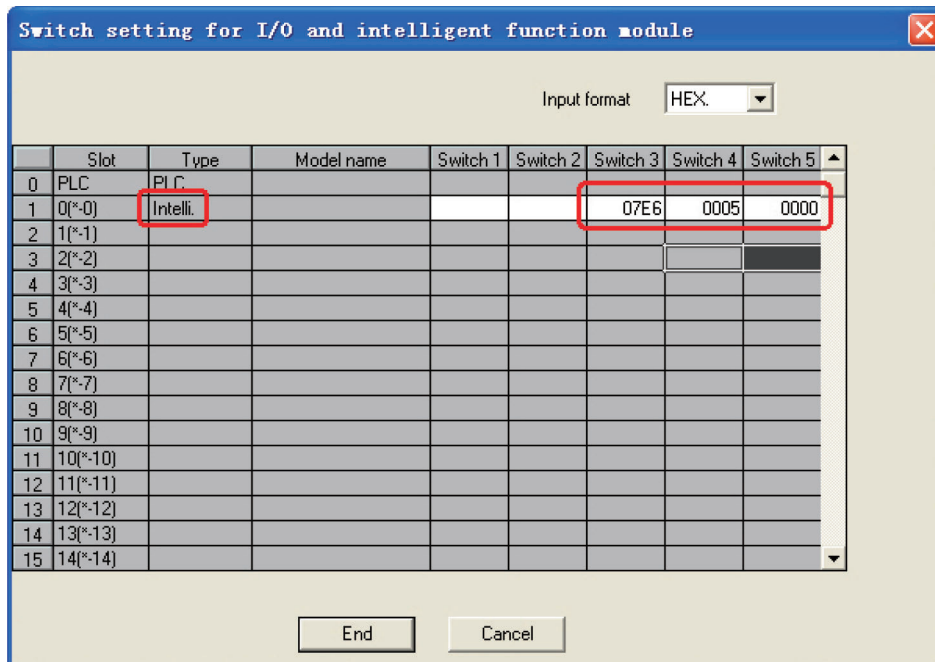 Switch setting for I/O and intelligent function module
Input format HEX.
Slot Type Model name Switch 1 Switch 2 Switch 3 Switch 4 Switch 5
0 PLC PLC
1 0(*-0) Intelli. 07E6 0005 0000
2 1(*-1)
3 2(*-2)
4 3(*-3)
5 4(*-4)
6 5(*-5)
7 6(*-6)
8 7(*-7)
9 8(*-8)
10 9(*-9)
11 10(*-10)
12 11(*-11)
13 12(*-12)
14 13(*-13)
15 14(*-14)
End Cancel